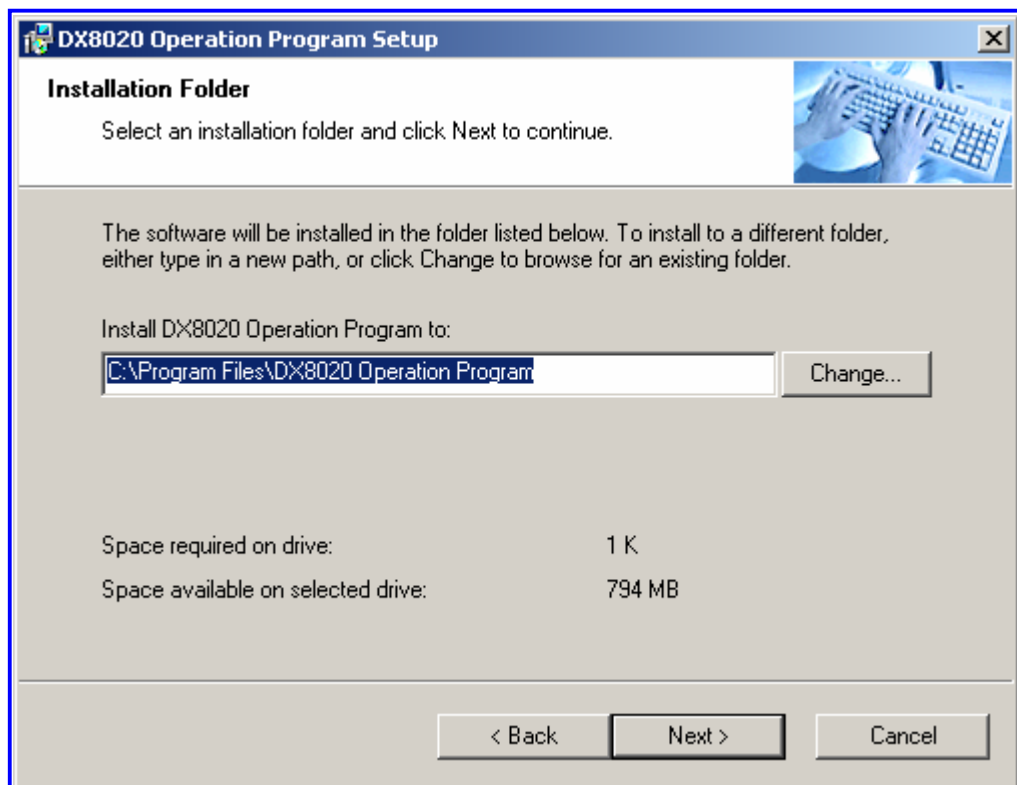 DX8020 Operation Program Setup
Installation Folder
Select an installation folder and click Next to continue.
The software will be installed in the folder listed below. To install to a different folder,
either type in a new path, or click Change to browse for an existing folder.
Install DX8020 Operation Program to:
C:\Program Files\DX8020 Operation Program
Change...
Space required on drive: 1 K
Space available on selected drive: 794 MB
< Back Next > Cancel